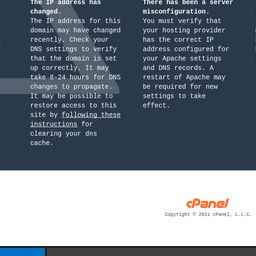 The IP address has
changed.
The IP address for this
domain may have changed
recently. Check your
DNS settings to verify
that the domain is set
up correctly. It may
take 8-24 hours for DNS
changes to propagate.
It may be possible to
restore access to this
site by following these
instructions for
clearing your dns
cache.
There has been a server
misconfiguration.
You must verify that
your hosting provider
has the correct IP
address configured for
your Apache settings
and DNS records. A
restart of Apache may
be required for new
settings to take
effect.
cPanel
Copyright © 2021 cPanel, L.L.C.